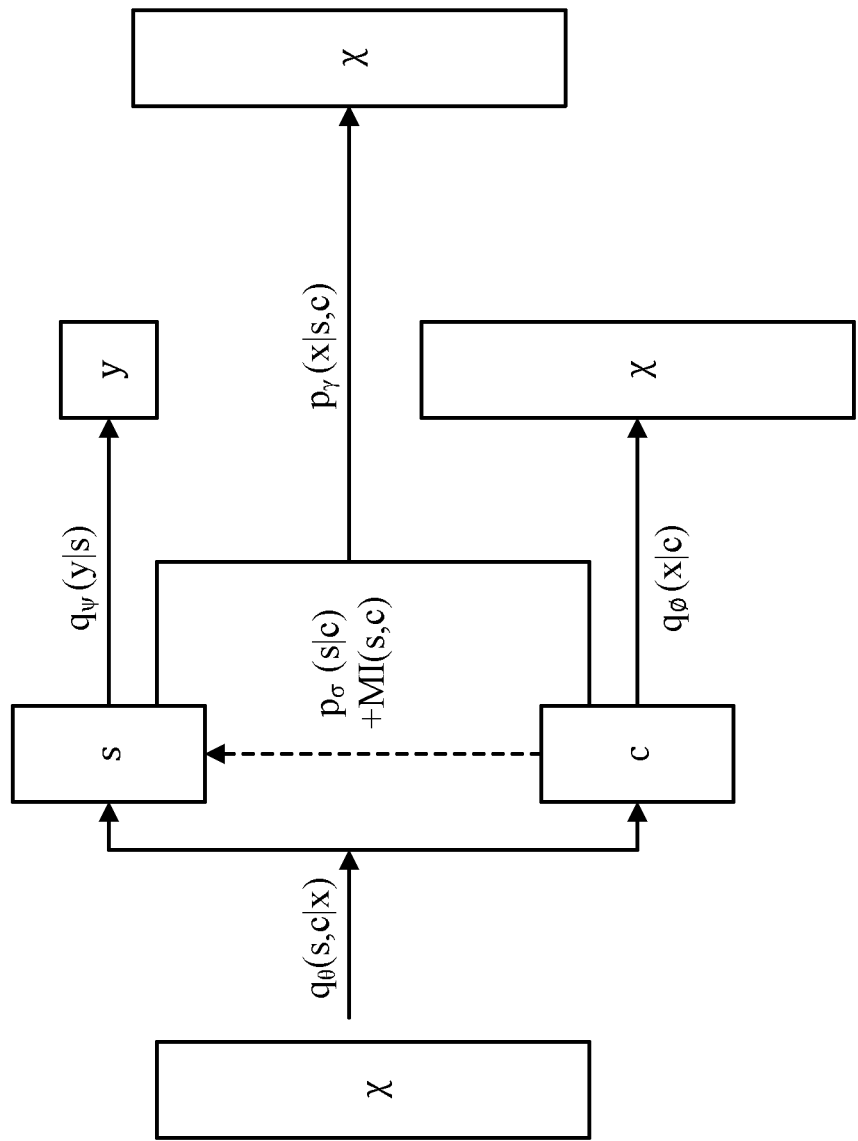 χ
q_θ(s,c|x)
s
c
p_σ(s|c)
+MI(s,c)
q_ψ(y|s)
q_ø(x|c)
p_γ(x|s,c)
y
χ
χ